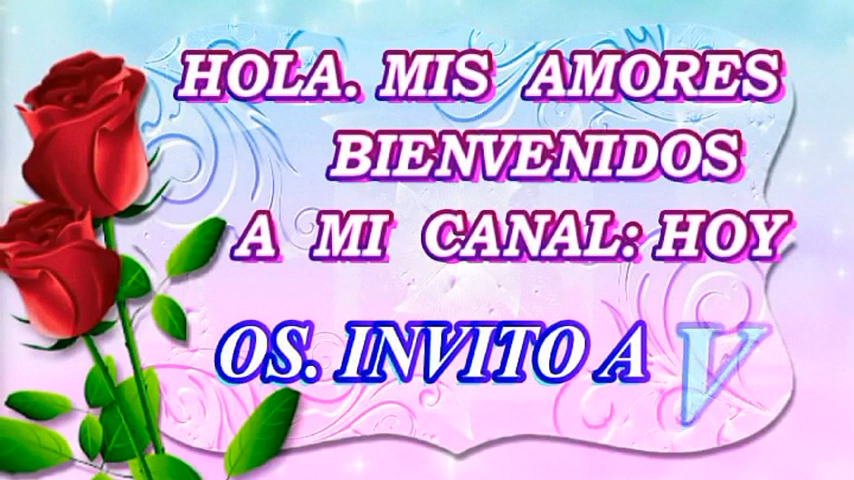 HOLA. MIS AMORES
BIENVENIDOS
A MI CANAL: HOY
OS. INVITO A V